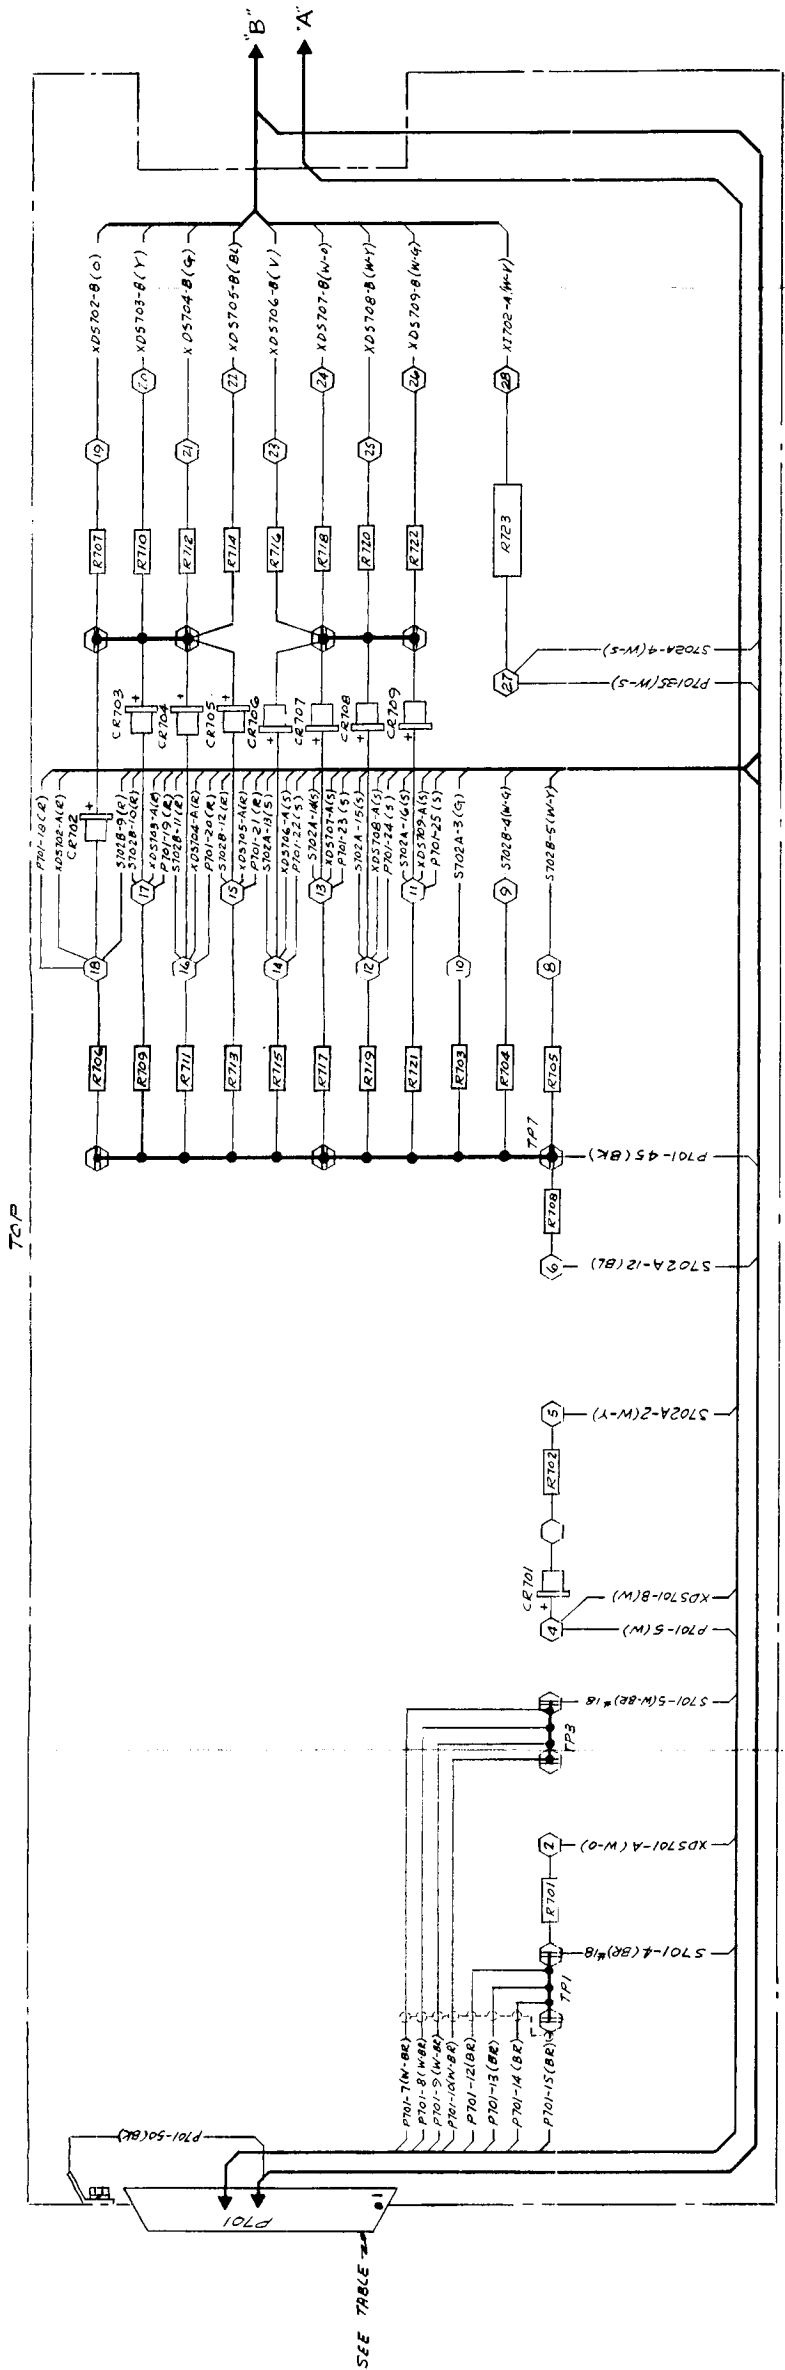 "B"
"A"
TOP
XDS702-B(O)
XDS703-B(Y)
XDS704-B(G)
XDS705-B(BL)
XDS706-B(V)
XDS707-B(W-O)
XDS708-B(W-Y)
XDS709-B(W-G)
XI702-A(W-V)
19
20
21
22
23
24
25
26
28
R707
R710
R712
R714
R716
R718
R720
R722
R723
27
S702A-4(W-S)
P701-35(W-S)
CR702
CR703
CR704
CR705
CR706
CR707
CR708
CR709
+
+
+
+
+
+
+
+
P701-18(R)
XDS702-A(R)
S702B-9(R)
S702B-10(R)
XDS703-A(R)
P701-19(R)
S702B-11(R)
XDS704-A(R)
P701-20(R)
S702B-12(R)
XDS705-A(R)
P701-21(R)
S702A-13(S)
XDS706-A(S)
P701-22(S)
S702A-14(S)
XDS707-A(S)
P701-23(S)
S702A-15(S)
XDS708-A(S)
P701-24(S)
S702A-16(S)
XDS709-A(S)
P701-25(S)
S702A-3(G)
S702B-4(W-G)
S702B-5(W-Y)
18
17
16
15
14
13
12
11
10
9
8
R706
R709
R711
R713
R715
R717
R719
R721
R703
R704
R705
TP7
P701-45(BK)
R708
6
S702A-12(BL)
5
S702A-2(W-Y)
R702
CR701
+
XDS701-B(W)
4
P701-5(W)
S701-5(W-BR)#18
TP3
2
XDS701-A(W-O)
R701
S701-4(BR)#18
TP1
P701-7(W-BR)
P701-8(W-BR)
P701-9(W-BR)
P701-10(W-BR)
P701-12(BR)
P701-13(BR)
P701-14(BR)
P701-15(BR)
P701-50(BK)
P701
1
SEE TABLE